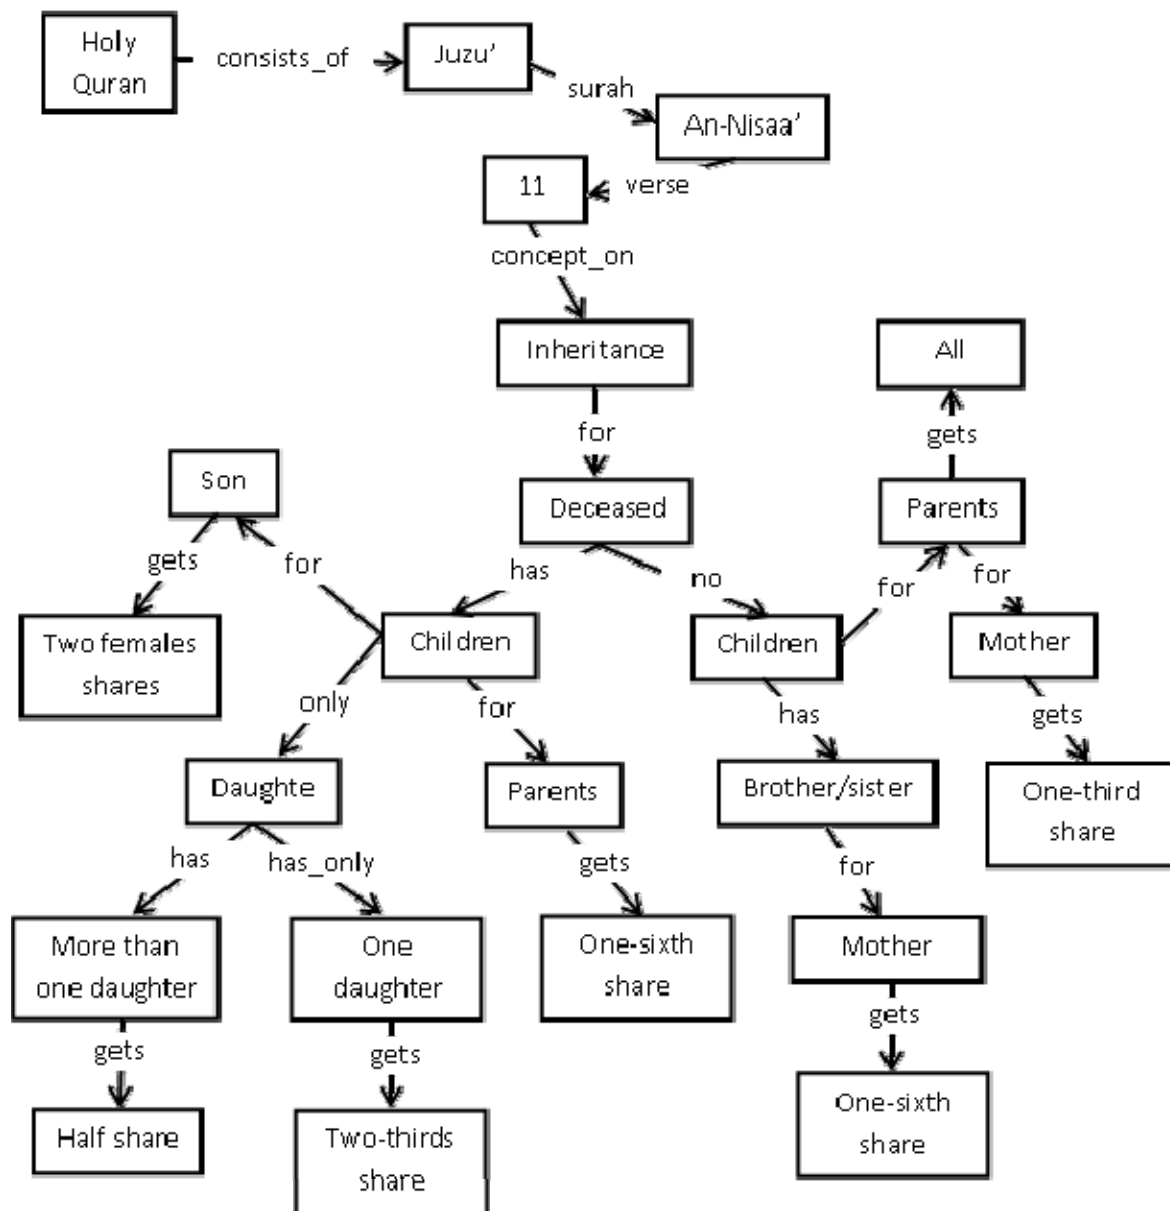 Holy
Quran
consists_of
Juzu’
surah
An-Nisaa’
11
verse
concept_on
Inheritance
All
for
gets
Son
Deceased
Parents
gets
for
has
no
for
for
Two females
shares
Children
Children
Mother
only
for
has
gets
Daughte
Parents
Brother/sister
One-third
share
has
has_only
gets
for
More than
one daughter
One
daughter
One-sixth
share
Mother
gets
gets
gets
Half share
Two-thirds
share
One-sixth
share